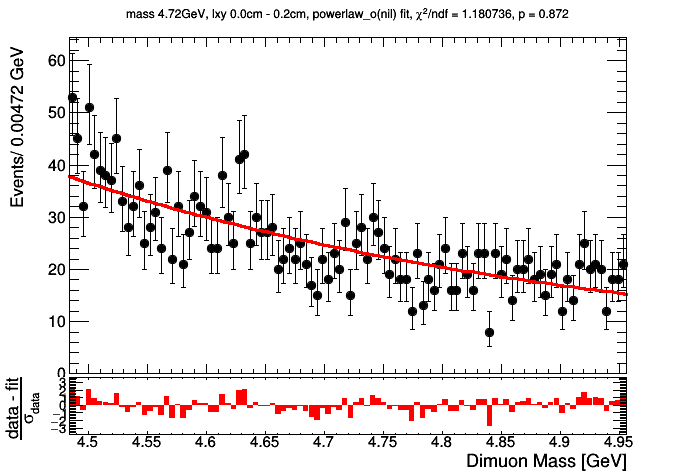 mass 4.72GeV, lxy 0.0cm - 0.2cm, powerlaw_o(nil) fit, χ²/ndf = 1.180736, p = 0.872
Events/ 0.00472 GeV
60
50
40
30
20
10
0
data - fit
σdata
3
2
1
0
−1
−2
−3
4.5 4.55 4.6 4.65 4.7 4.75 4.8 4.85 4.9 4.95
Dimuon Mass [GeV]